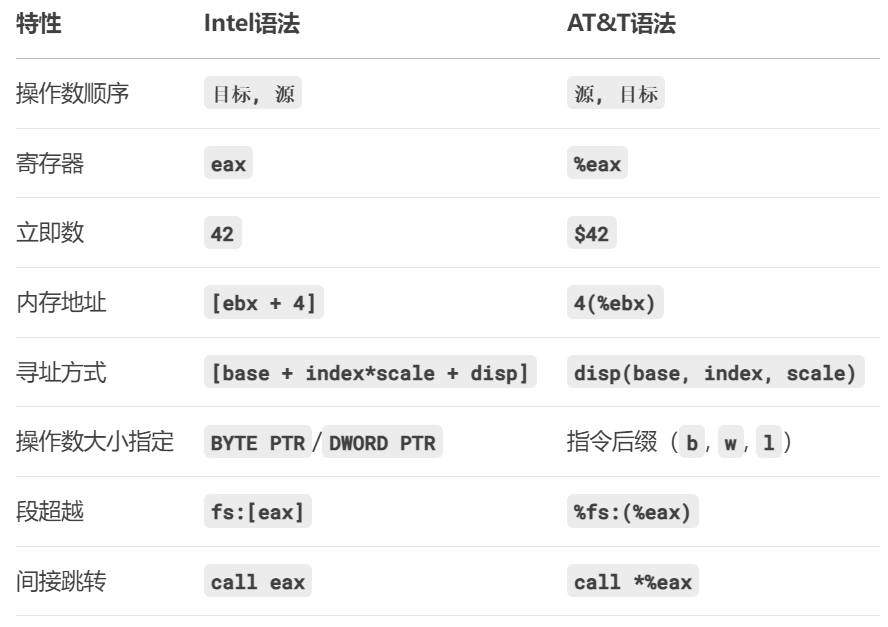 特性 Intel语法 AT&T语法
操作数顺序 目标, 源 源, 目标
寄存器 eax %eax
立即数 42 $42
内存地址 [ebx + 4] 4(%ebx)
寻址方式 [base + index*scale + disp] disp(base, index, scale)
操作数大小指定 BYTE PTR/DWORD PTR 指令后缀（b, w, l）
段超越 fs:[eax] %fs:(%eax)
间接跳转 call eax call *%eax